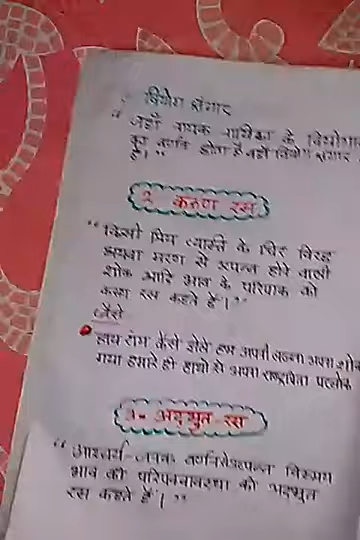 वियोग श्रृंगार
“जहाँ नायक नायिका के वियोग
का वर्णन होता है वहाँ वियोग श्रृंगार
है।”
2. करुण रस
“किसी प्रिय व्यक्ति के चिर विरह
अथवा मरण से उत्पन्न होने वाली
शोक आदि भाव के परिपाक को
करुण रस कहते हैं।”
जैसे
हाय राम कैसे झेलें हम अपनी लज्जा अपना शोक
गया हमारे ही हाथों से अपना राष्ट्रपिता परलोक
3. अद्भुत-रस
“आश्चर्य-जनक वर्णन से उत्पन्न विस्मय
भाव की परिपक्वावस्था को अद्भुत
रस कहते हैं।”